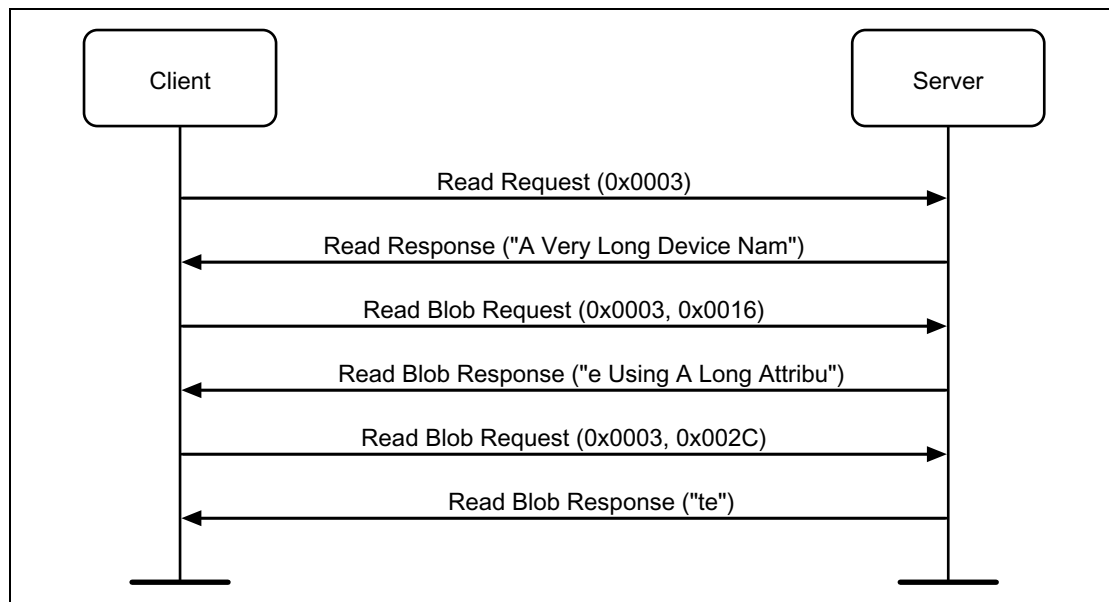 Client
Server
Read Request (0x0003)
Read Response ("A Very Long Device Nam")
Read Blob Request (0x0003, 0x0016)
Read Blob Response ("e Using A Long Attribu")
Read Blob Request (0x0003, 0x002C)
Read Blob Response ("te")